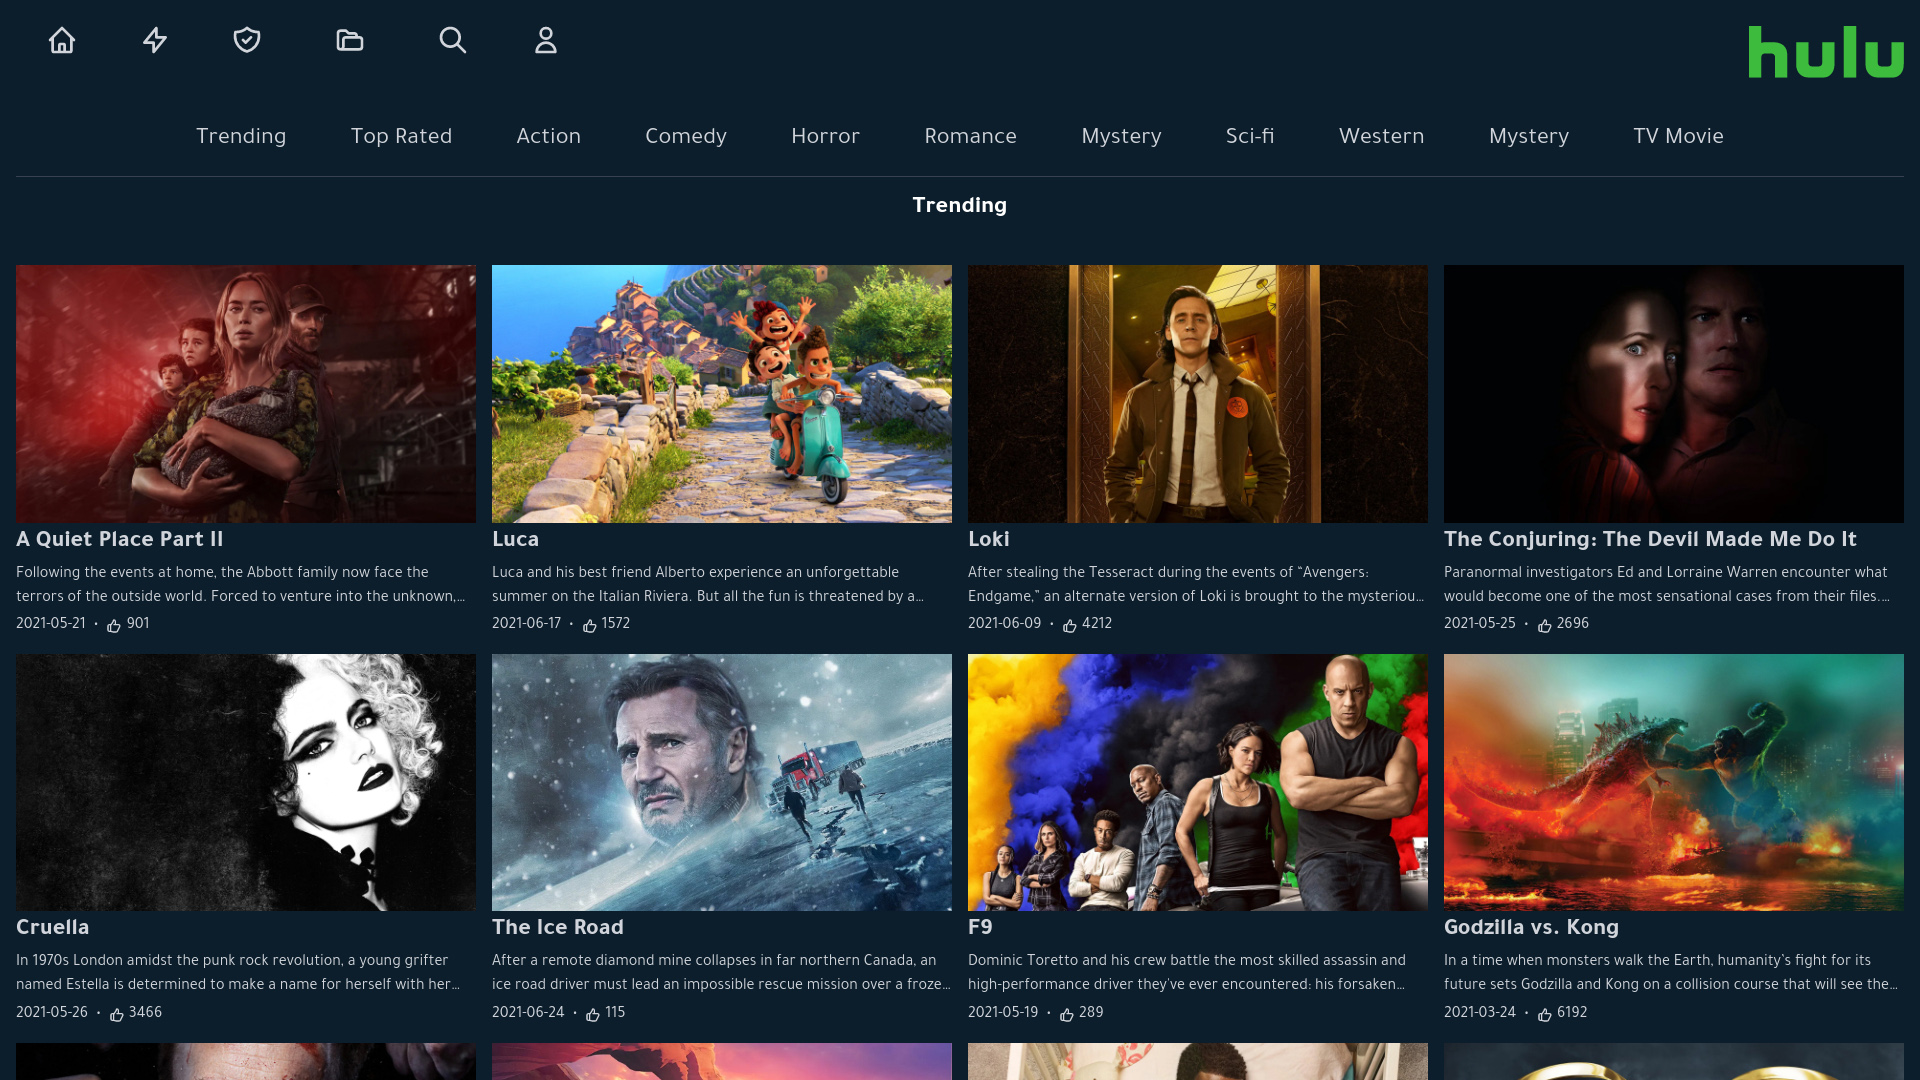 hulu
Trending
Top Rated
Action
Comedy
Horror
Romance
Mystery
Sci-fi
Western
Mystery
TV Movie
Trending
A Quiet Place Part II
Following the events at home, the Abbott family now face the
terrors of the outside world. Forced to venture into the unknown,…
2021-05-21 · 901
Luca
Luca and his best friend Alberto experience an unforgettable
summer on the Italian Riviera. But all the fun is threatened by a…
2021-06-17 · 1572
Loki
After stealing the Tesseract during the events of “Avengers:
Endgame,” an alternate version of Loki is brought to the mysteriou…
2021-06-09 · 4212
The Conjuring: The Devil Made Me Do It
Paranormal investigators Ed and Lorraine Warren encounter what
would become one of the most sensational cases from their files.…
2021-05-25 · 2696
Cruella
In 1970s London amidst the punk rock revolution, a young grifter
named Estella is determined to make a name for herself with her…
2021-05-26 · 3466
The Ice Road
After a remote diamond mine collapses in far northern Canada, an
ice road driver must lead an impossible rescue mission over a froze…
2021-06-24 · 115
F9
Dominic Toretto and his crew battle the most skilled assassin and
high-performance driver they've ever encountered: his forsaken…
2021-05-19 · 289
Godzilla vs. Kong
In a time when monsters walk the Earth, humanity’s fight for its
future sets Godzilla and Kong on a collision course that will see the…
2021-03-24 · 6192